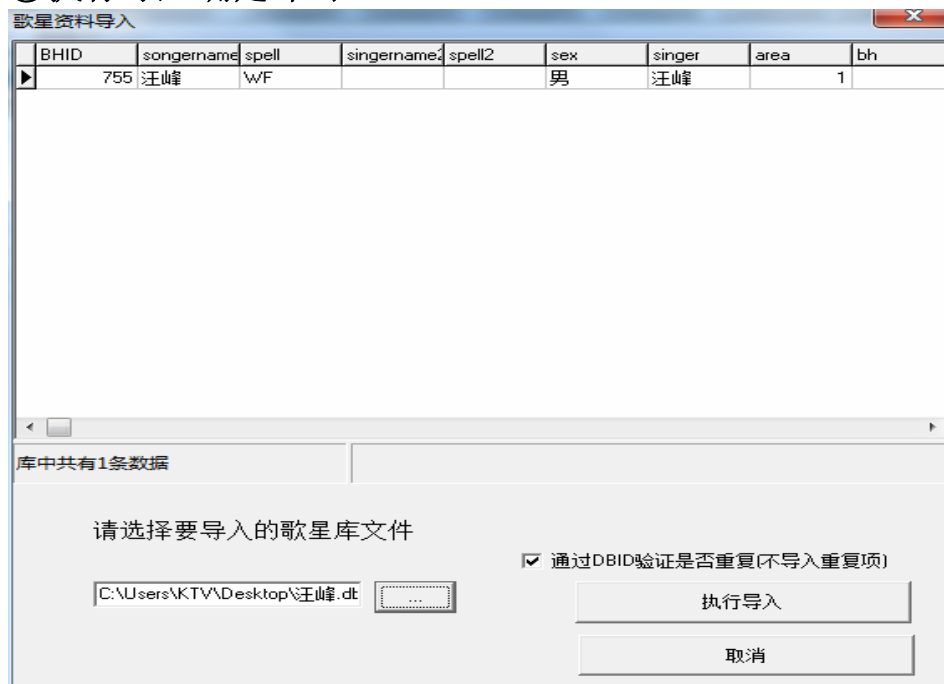 歌星资料导入
BHID songername spell singername2 spell2 sex singer area bh
755 汪峰 WF 男 汪峰 1
库中共有1条数据
请选择要导入的歌星库文件
通过DBID验证是否重复(不导入重复项)
C:\Users\KTV\Desktop\汪峰.db ...
执行导入
取消